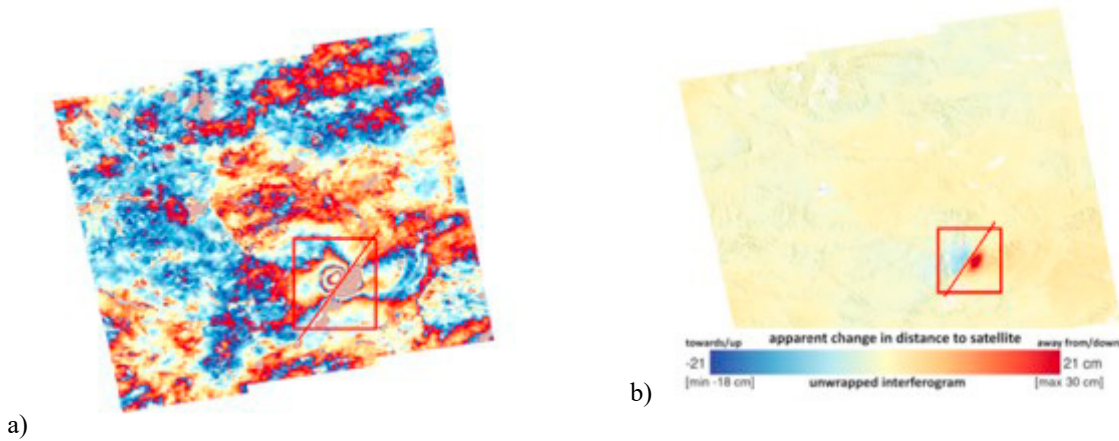 apparent change in distance to satellite
towards/up
away from/down
-21
21 cm
[min -18 cm]
unwrapped interferogram
[max 30 cm]
b)
a)